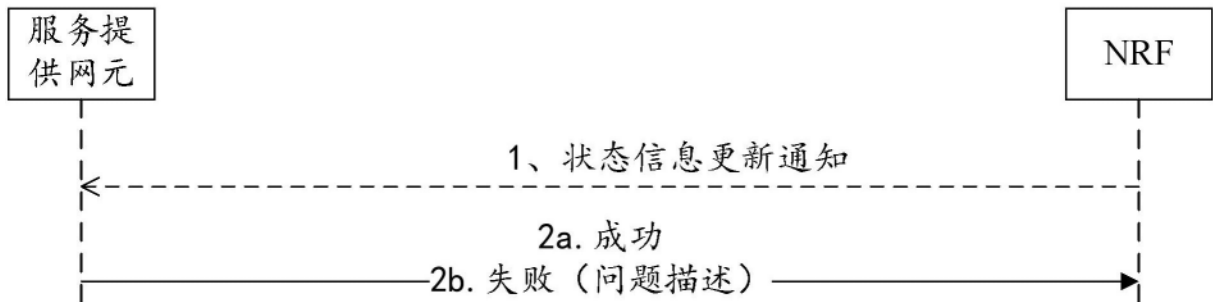 服务提
供网元
NRF
1、状态信息更新通知
2a.成功
2b.失败（问题描述）